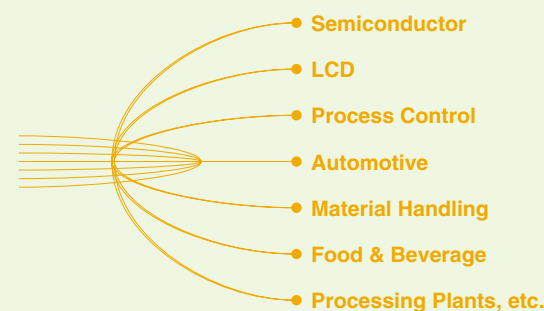 Semiconductor
LCD
Process Control
Automotive
Material Handling
Food & Beverage
Processing Plants, etc.